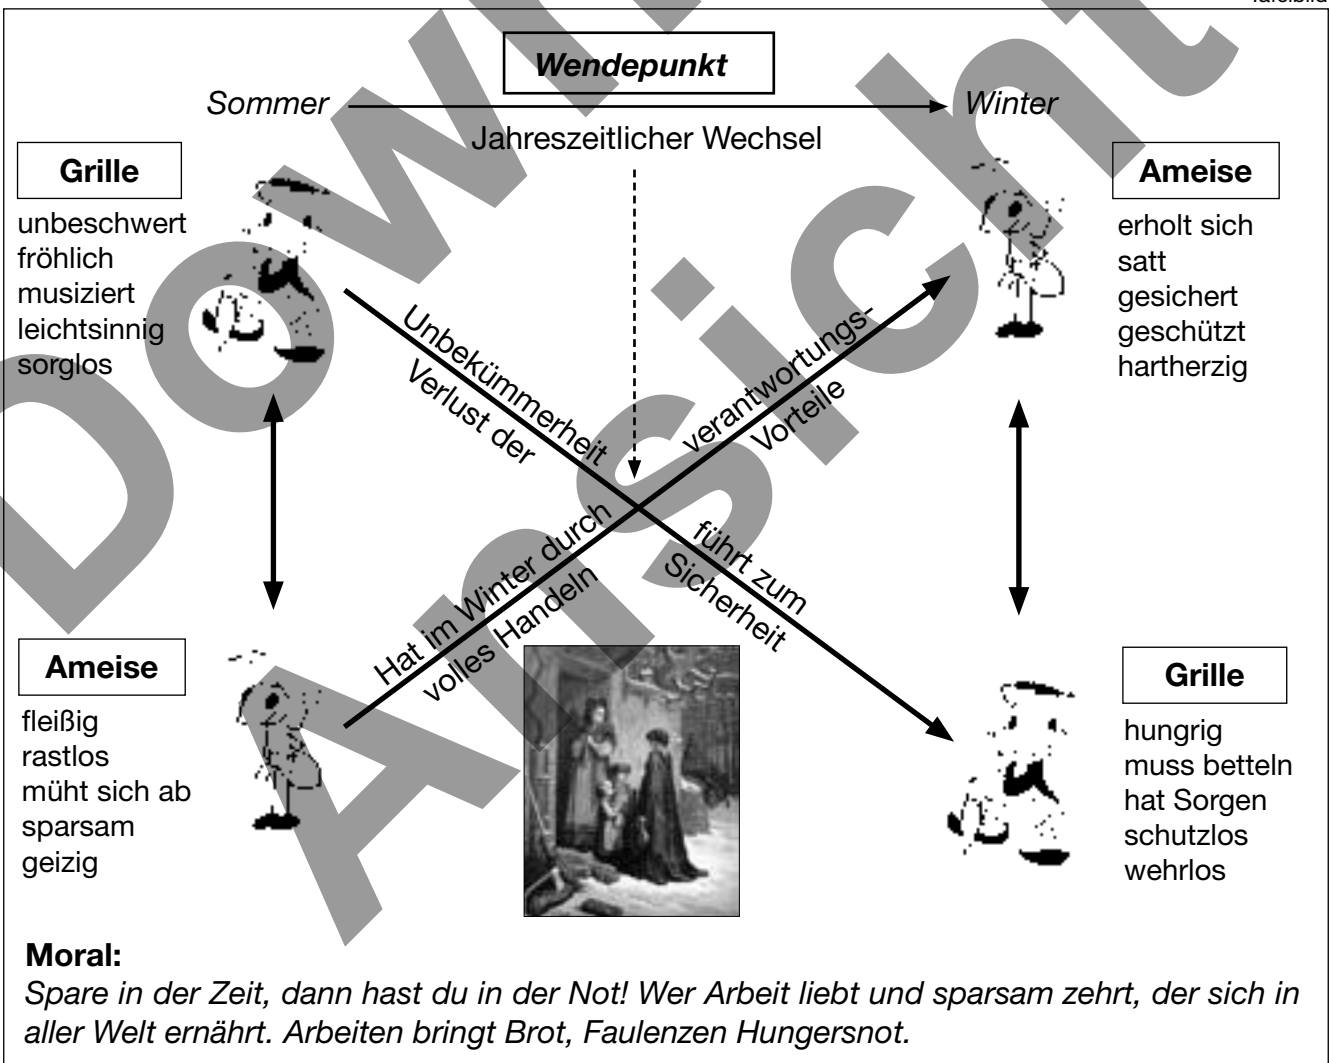 Tafelbild
Wendepunkt
Sommer
Winter
Jahreszeitlicher Wechsel
Grille
unbeschwert
fröhlich
musiziert
leichtsinnig
sorglos
Ameise
erholt sich
satt
gesichert
geschützt
hartherzig
Unbekümmerheit
Verlust der
führt zum
Sicherheit
Hat im Winter durch
volles Handeln
verantwortungs-
Vorteile
Ameise
fleißig
rastlos
müht sich ab
sparsam
geizig
Grille
hungrig
muss betteln
hat Sorgen
schutzlos
wehrlos
Moral:
Spare in der Zeit, dann hast du in der Not! Wer Arbeit liebt und sparsam zehrt, der sich in
aller Welt ernährt. Arbeiten bringt Brot, Faulenzen Hungersnot.
Ansicht